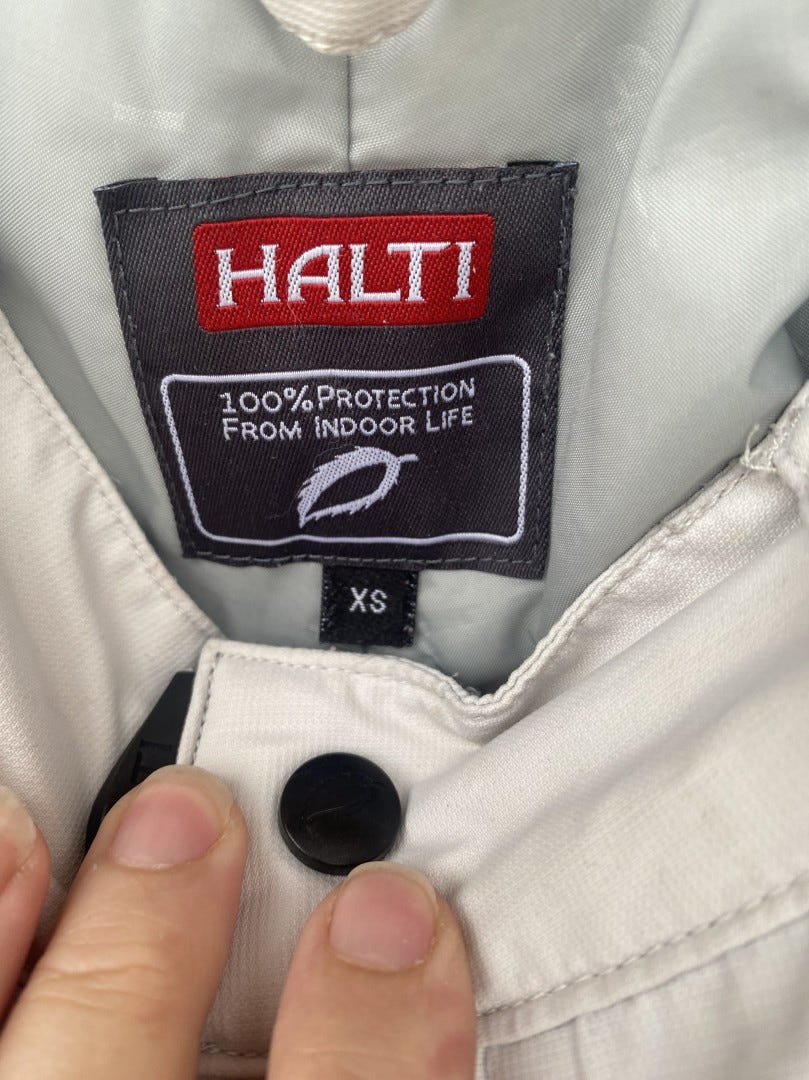 HALTI
100% PROTECTION
FROM INDOOR LIFE
XS